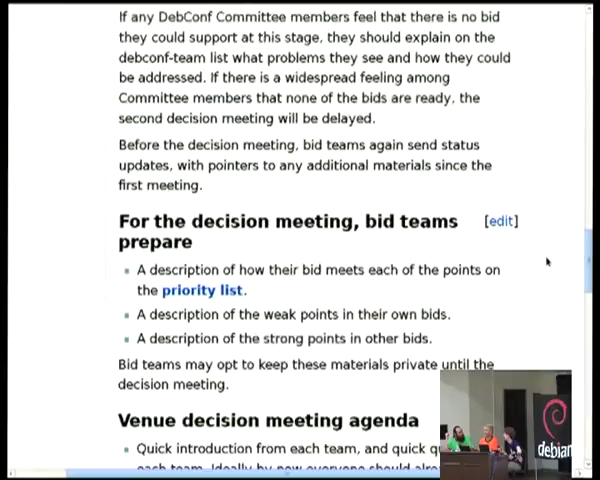 If any DebConf Committee members feel that there is no bid
they could support at this stage, they should explain on the
debconf-team list what problems they see and how they could
be addressed. If there is a widespread feeling among
Committee members that none of the bids are ready, the
second decision meeting will be delayed.
Before the decision meeting, bid teams again send status
updates, with pointers to any additional materials since the
first meeting.
For the decision meeting, bid teams [edit]
prepare
A description of how their bid meets each of the points on
the priority list.
A description of the weak points in their own bids.
A description of the strong points in other bids.
Bid teams may opt to keep these materials private until the
decision meeting.
debian
Venue decision meeting agenda
Quick introduction from each team, and quick
each team. Ideally by now everyone should